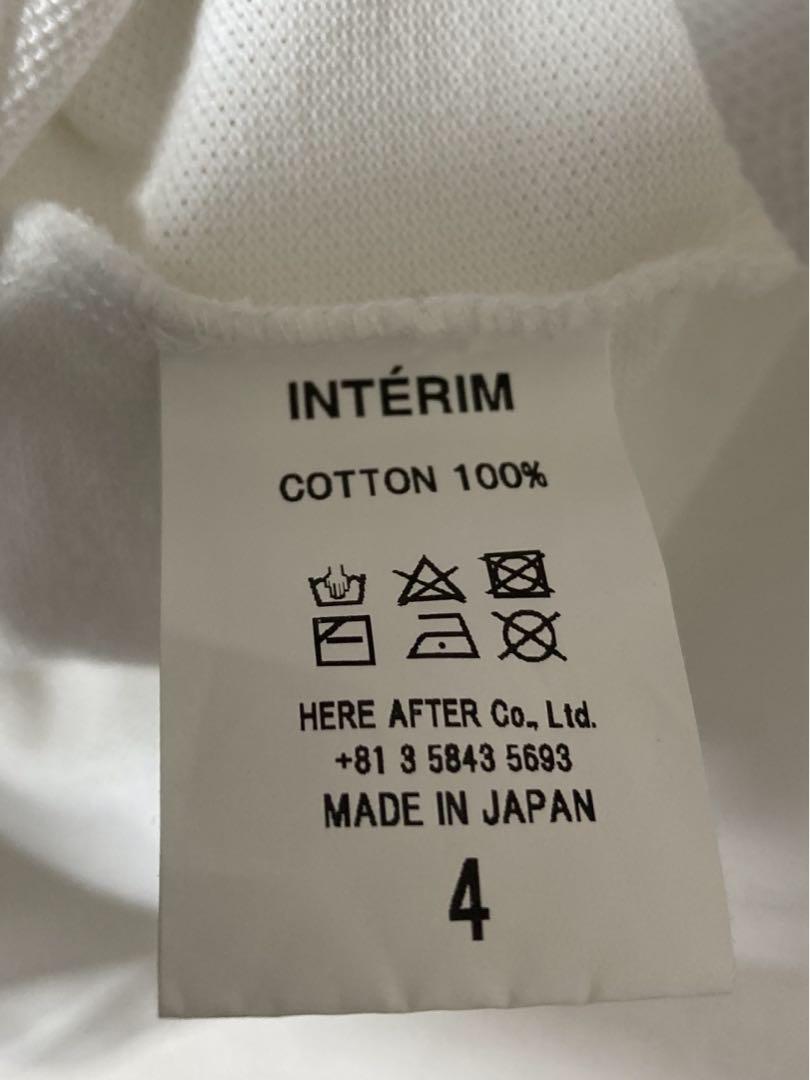 INTÉRIM
COTTON 100%
HERE AFTER Co., Ltd.
+81 3 5843 5693
MADE IN JAPAN
4